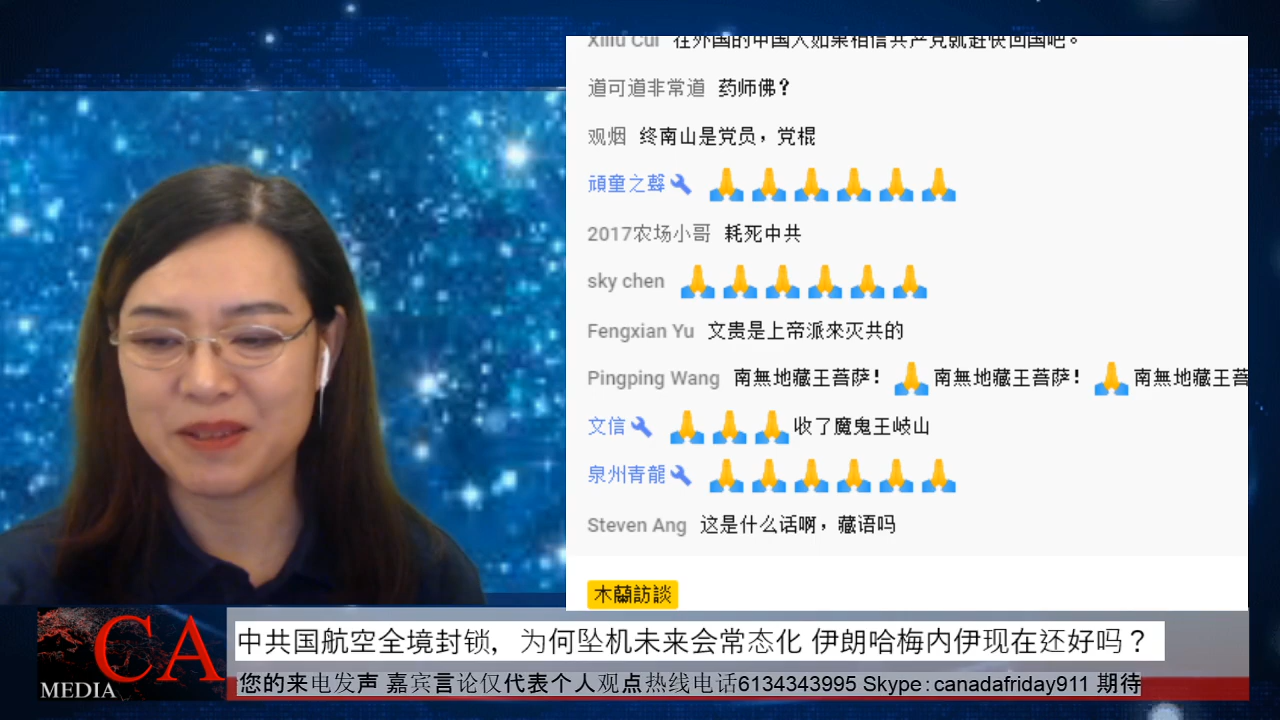 Xiliu Cui 在外国的中国人如果相信共产党就赶快回国吧。
道可道非常道 药师佛？
观烟 终南山是党员，党棍
頑童之聲 🙏🙏🙏🙏🙏🙏
2017农场小哥 耗死中共
sky chen 🙏🙏🙏🙏🙏🙏
Fengxian Yu 文贵是上帝派來灭共的
Pingping Wang 南無地藏王菩萨！🙏南無地藏王菩萨！🙏南無地藏王菩
文信 🙏🙏🙏收了魔鬼王岐山
泉州青龍 🙏🙏🙏🙏🙏🙏
Steven Ang 这是什么话啊，藏语吗
木蘭訪談
CA
MEDIA
中共国航空全境封锁，为何坠机未来会常态化 伊朗哈梅内伊现在还好吗？
您的来电发声 嘉宾言论仅代表个人观点热线电话6134343995 Skype:canadafriday911 期待